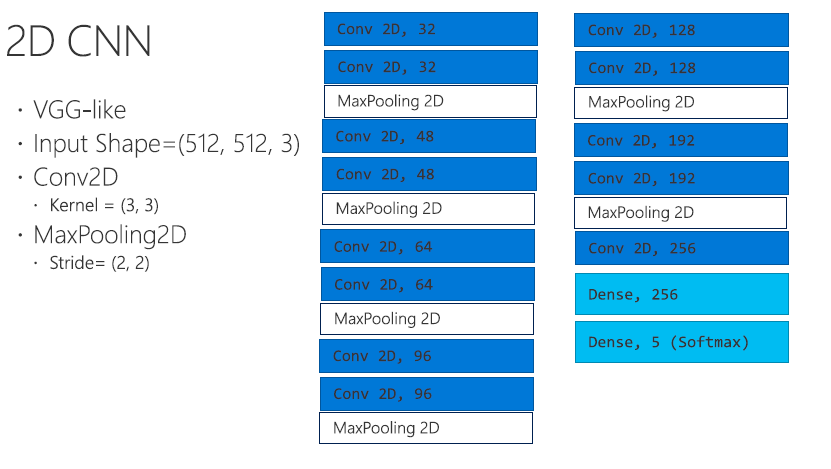 2D CNN
· VGG-like
· Input Shape=(512, 512, 3)
· Conv2D
· Kernel = (3, 3)
· MaxPooling2D
· Stride= (2, 2)
Conv 2D, 32
Conv 2D, 32
MaxPooling 2D
Conv 2D, 48
Conv 2D, 48
MaxPooling 2D
Conv 2D, 64
Conv 2D, 64
MaxPooling 2D
Conv 2D, 96
Conv 2D, 96
MaxPooling 2D
Conv 2D, 128
Conv 2D, 128
MaxPooling 2D
Conv 2D, 192
Conv 2D, 192
MaxPooling 2D
Conv 2D, 256
Dense, 256
Dense, 5 (Softmax)